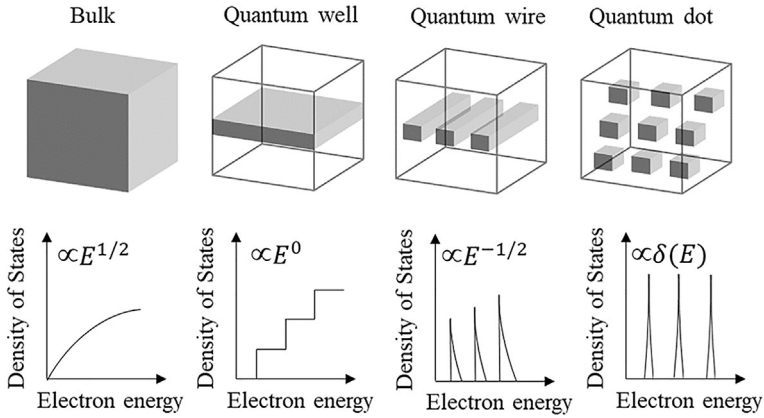 Bulk
Quantum well
Quantum wire
Quantum dot
∝E^{1/2}
Density of States
Electron energy
∝E^0
Density of States
Electron energy
∝E^{-1/2}
Density of States
Electron energy
∝δ(E)
Density of States
Electron energy